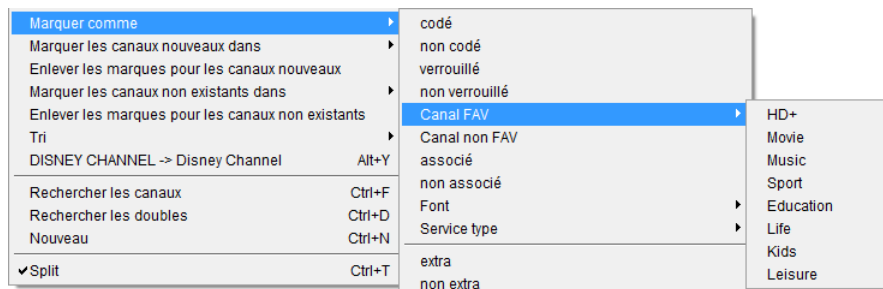 Marquer comme
Marquer les canaux nouveaux dans
Enlever les marques pour les canaux nouveaux
Marquer les canaux non existants dans
Enlever les marques pour les canaux non existants
Tri
DISNEY CHANNEL -> Disney Channel Alt+Y
Rechercher les canaux Ctrl+F
Rechercher les doubles Ctrl+D
Nouveau Ctrl+N
Split Ctrl+T
codé
non codé
verrouillé
non verrouillé
Canal FAV
Canal non FAV
associé
non associé
Font
Service type
extra
non extra
HD+
Movie
Music
Sport
Education
Life
Kids
Leisure